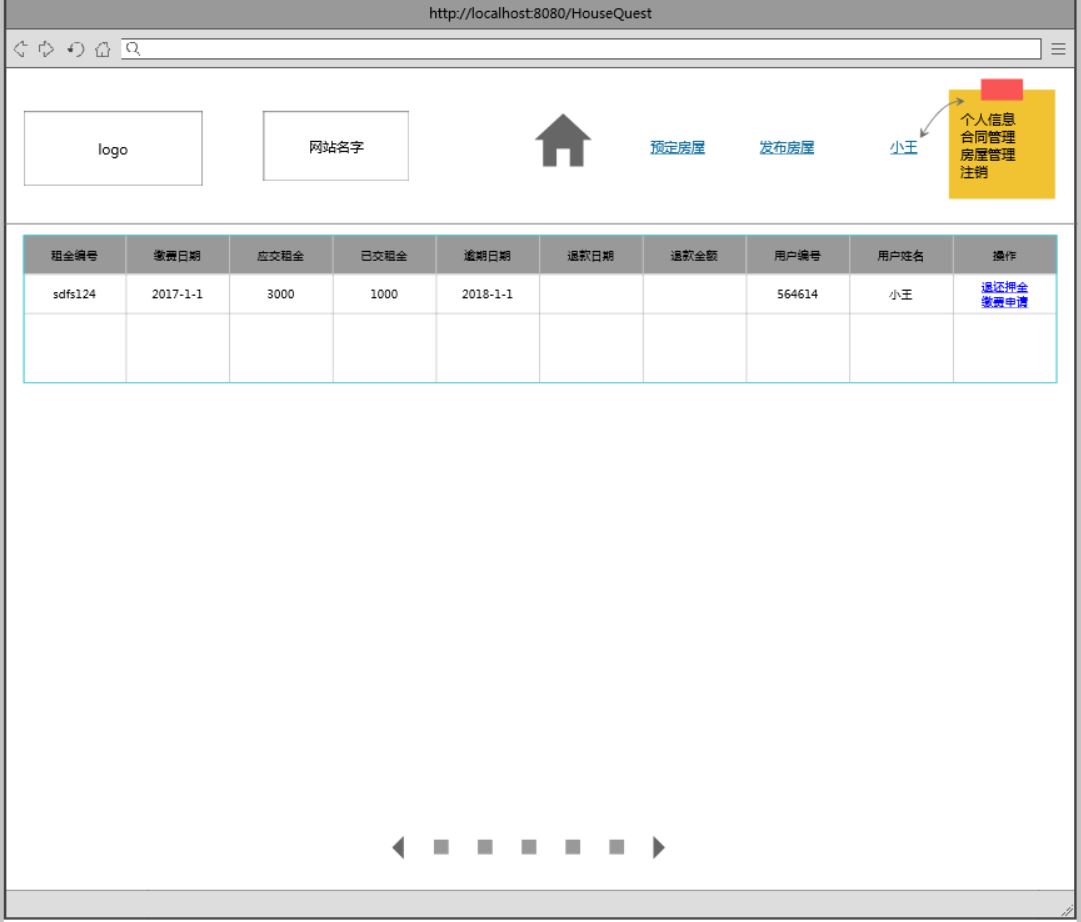 http://localhost:8080/HouseQuest
logo
网站名字
预定房屋
发布房屋
小王
个人信息
合同管理
房屋管理
注销
租金编号 缴费日期 应交租金 已交租金 逾期日期 退款日期 退款金额 用户编号 用户姓名 操作
sdfs124 2017-1-1 3000 1000 2018-1-1 564614 小王 退还押金
缴费申请